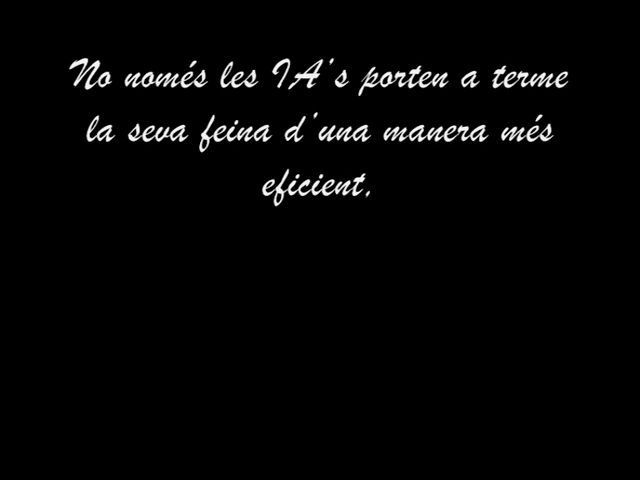 No només les IA's porten a terme
la seva feina d'una manera més
eficient.